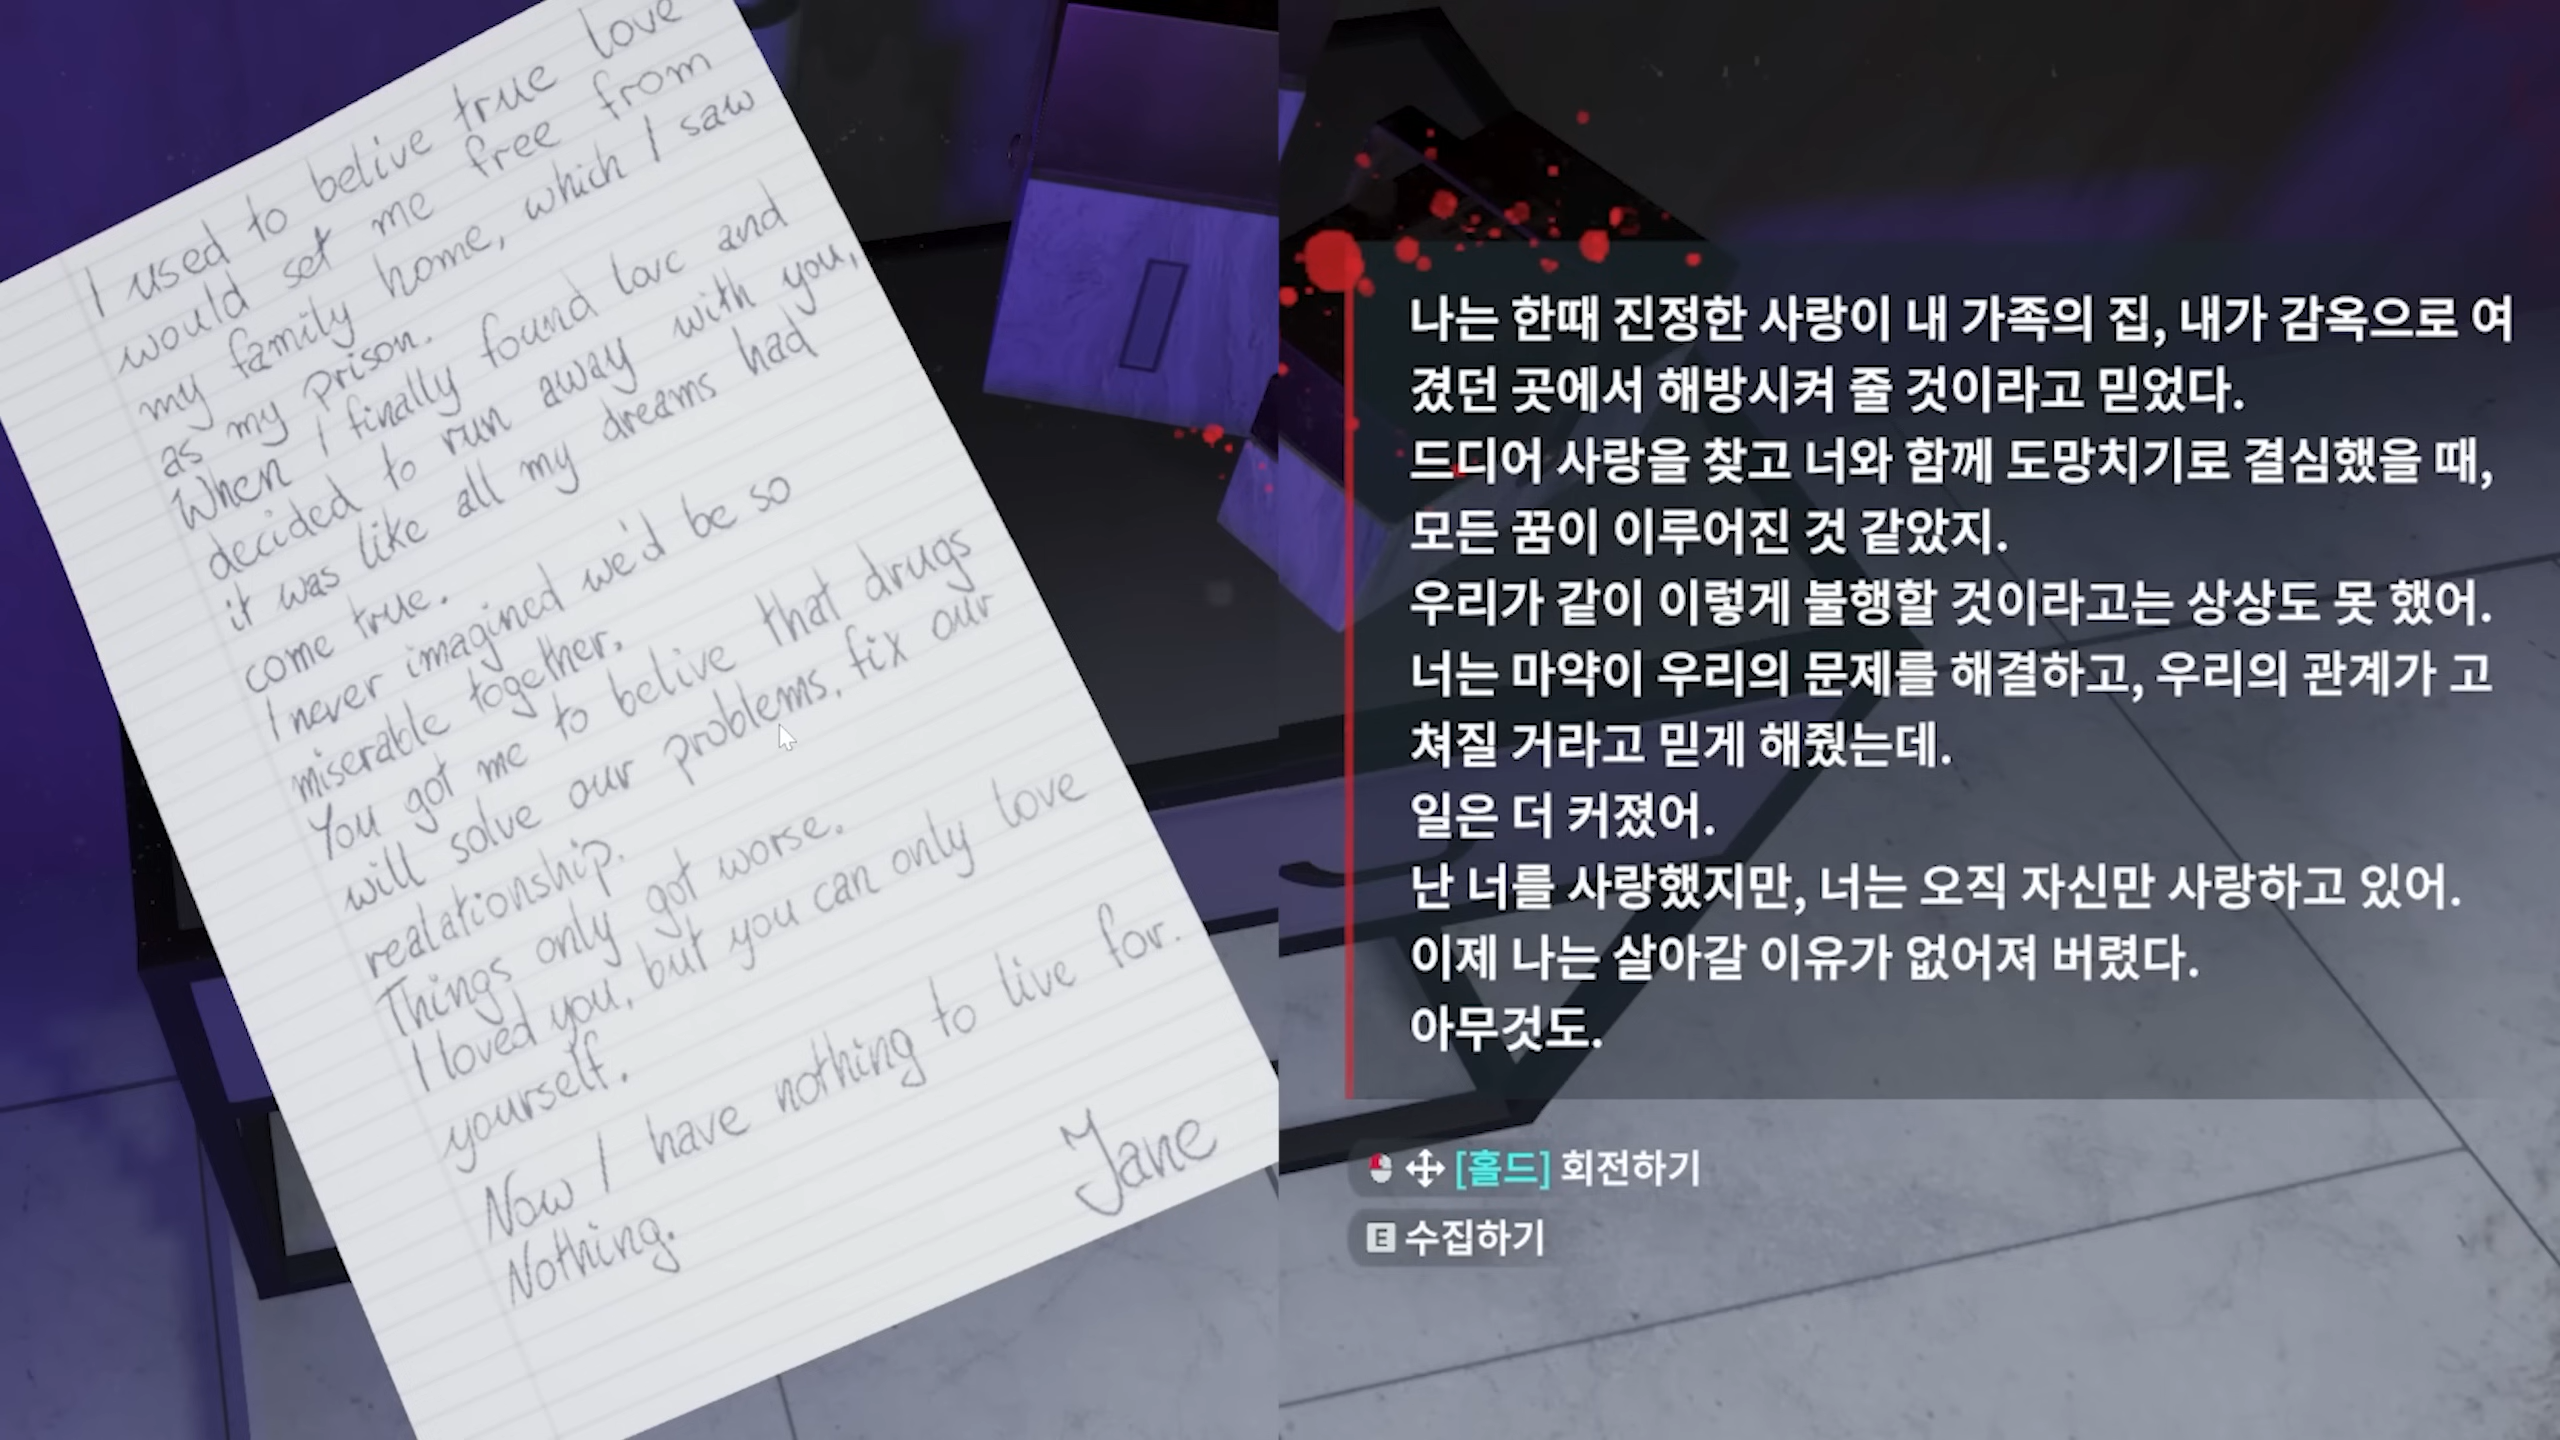 I used to belive true love
would set me free from
my family home, which I saw
as my prison.
When I finally found love and
decided to run away with you,
it was like all my dreams had
come true.
I never imagined we'd be so
miserable together.
You got me to belive that drugs
will solve our problems, fix our
realationship.
Things only got worse.
I loved you, but you can only love
yourself.
Now I have nothing to live for.
Nothing.
Jane
나는 한때 진정한 사랑이 내 가족의 집, 내가 감옥으로 여
겼던 곳에서 해방시켜 줄 것이라고 믿었다.
드디어 사랑을 찾고 너와 함께 도망치기로 결심했을 때,
모든 꿈이 이루어진 것 같았지.
우리가 같이 이렇게 불행할 것이라고는 상상도 못 했어.
너는 마약이 우리의 문제를 해결하고, 우리의 관계가 고
쳐질 거라고 믿게 해줬는데.
일은 더 커졌어.
난 너를 사랑했지만, 너는 오직 자신만 사랑하고 있어.
이제 나는 살아갈 이유가 없어져 버렸다.
아무것도.
[홀드] 회전하기
E 수집하기